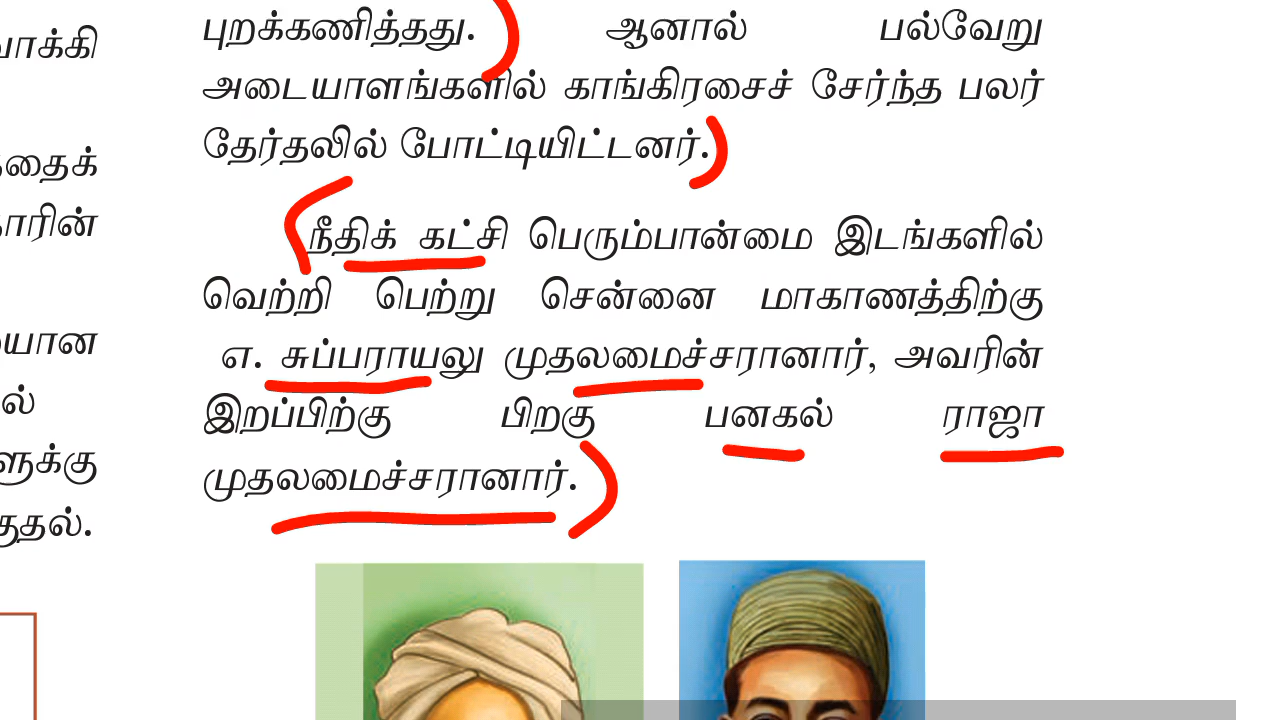 வாக்கி
தைக்
ாரின்
யான
ல்
ளுக்கு
குதல்.
புறக்கணித்தது. ஆனால் பல்வேறு
அடையாளங்களில் காங்கிரசைச் சேர்ந்த பலர்
தேர்தலில் போட்டியிட்டனர்.
நீதிக் கட்சி பெரும்பான்மை இடங்களில்
வெற்றி பெற்று சென்னை மாகாணத்திற்கு
எ. சுப்பராயலு முதலமைச்சரானார், அவரின்
இறப்பிற்கு பிறகு பனகல் ராஜா
முதலமைச்சரானார்.